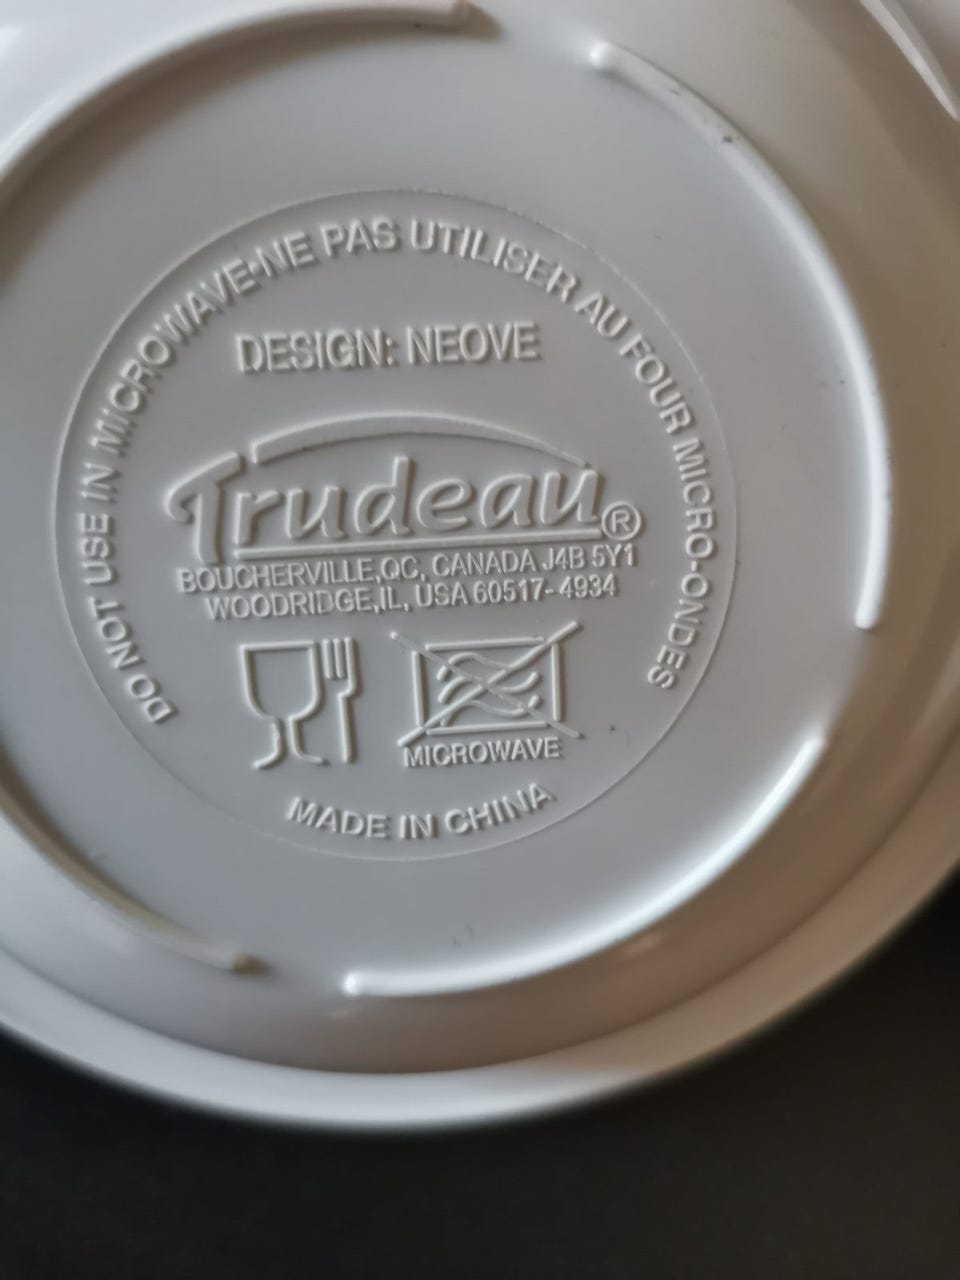 DO NOT USE IN MICROWAVE•NE PAS UTILISER AU FOUR MICRO-ONDES
DESIGN: NEOVE
Trudeau®
BOUCHERVILLE,QC, CANADA J4B 5Y1
WOODRIDGE,IL, USA 60517-4934
MICROWAVE
MADE IN CHINA